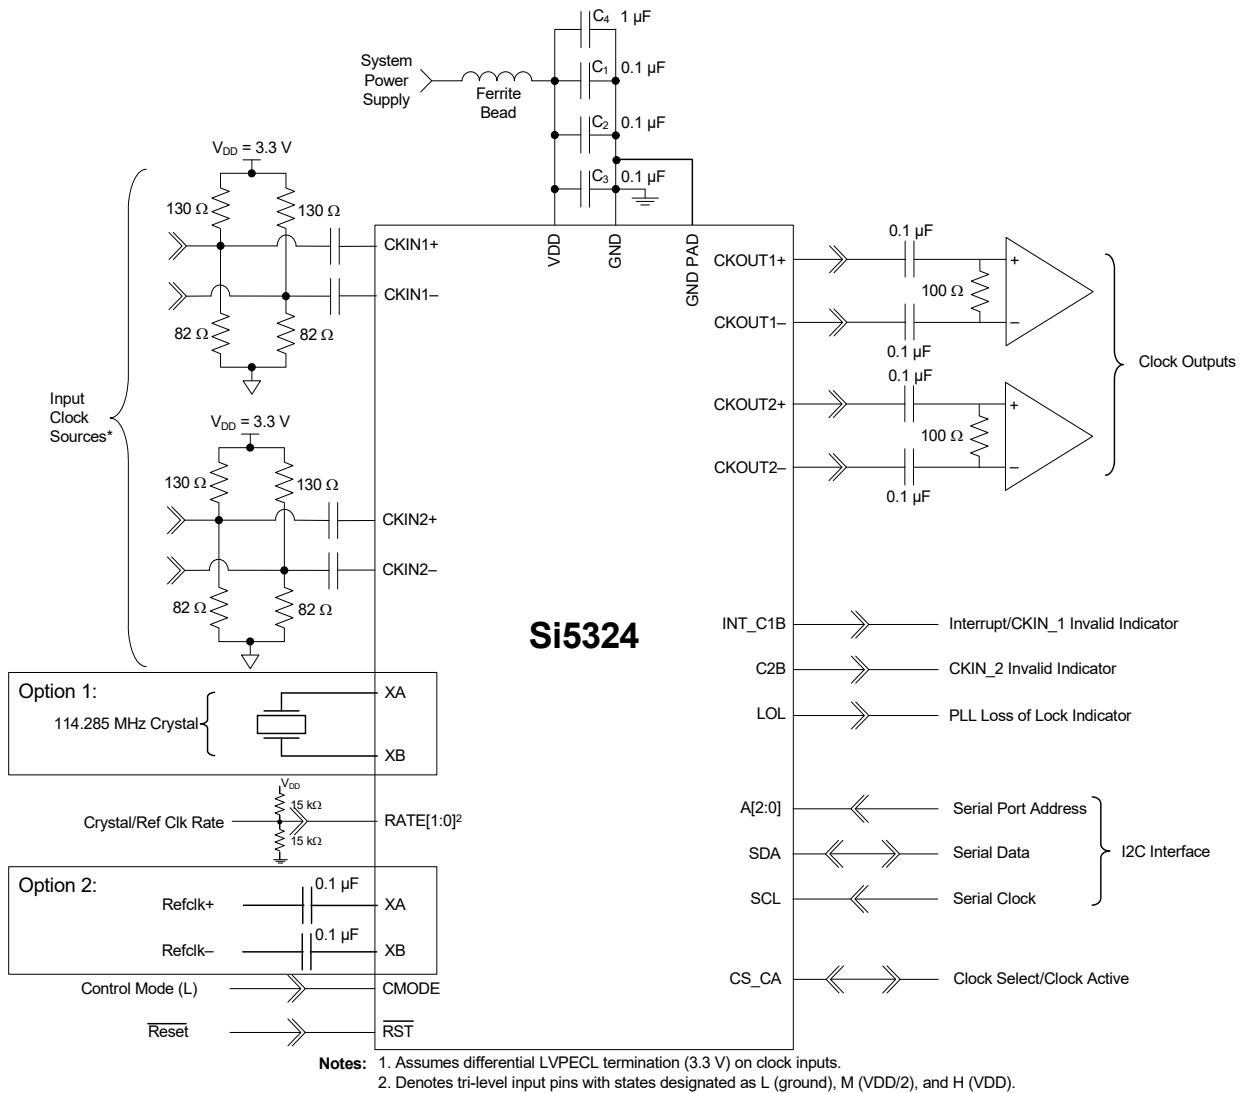 C4 1 µF
System
Power
Supply
Ferrite
Bead
C1 0.1 µF
C2 0.1 µF
C3 0.1 µF
VDD = 3.3 V
130 Ω
130 Ω
82 Ω
82 Ω
CKIN1+
CKIN1–
VDD
GND
GND PAD
CKOUT1+
CKOUT1–
0.1 µF
100 Ω
+
–
0.1 µF
0.1 µF
CKOUT2+
CKOUT2–
100 Ω
+
–
0.1 µF
Clock Outputs
Input
Clock
Sources*
VDD = 3.3 V
130 Ω
130 Ω
82 Ω
82 Ω
CKIN2+
CKIN2–
Si5324
INT_C1B Interrupt/CKIN_1 Invalid Indicator
C2B CKIN_2 Invalid Indicator
LOL PLL Loss of Lock Indicator
Option 1:
114.285 MHz Crystal
XA
XB
VDD
15 kΩ
Crystal/Ref Clk Rate RATE[1:0]²
15 kΩ
A[2:0] Serial Port Address
SDA Serial Data
SCL Serial Clock
I2C Interface
Option 2:
Refclk+ 0.1 µF XA
Refclk– 0.1 µF XB
CS_CA Clock Select/Clock Active
Control Mode (L) CMODE
Reset RST
Notes: 1. Assumes differential LVPECL termination (3.3 V) on clock inputs.
2. Denotes tri-level input pins with states designated as L (ground), M (VDD/2), and H (VDD).